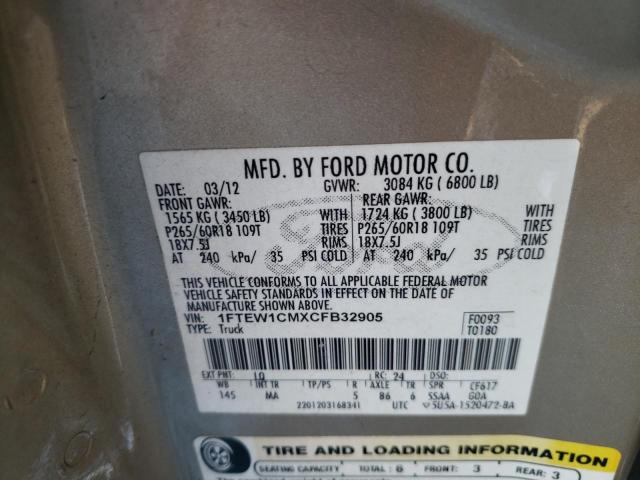 MFD. BY FORD MOTOR CO.
DATE: 03/12 GVWR: 3084 KG ( 6800 LB)
FRONT GAWR: REAR GAWR:
1565 KG ( 3450 LB) 1724 KG ( 3800 LB)
P265/60R18 109T TIRES P265/60R18 109T TIRES
18X7.5J RIMS 18X7.5J RIMS
AT 240 kPa/ 35 PSI COLD AT 240 kPa/ 35 PSI COLD
THIS VEHICLE CONFORMS TO ALL APPLICABLE FEDERAL MOTOR
VEHICLE SAFETY STANDARDS IN EFFECT ON THE DATE OF
MANUFACTURE SHOWN ABOVE.
VIN: 1FTEW1CMXCFB32905 F0093
TYPE: Truck T0180
EXT PNT: RC: 24 DSO:
WB INT TR TP/PS R AXLE TR SPR CF617
145 MA 5 86 6 SSAA GOA
2201203168341 UTC 5U5A-1520472-BA
TIRE AND LOADING INFORMATION
SEATING CAPACITY TOTAL: 6 FRONT: 3 REAR: 3